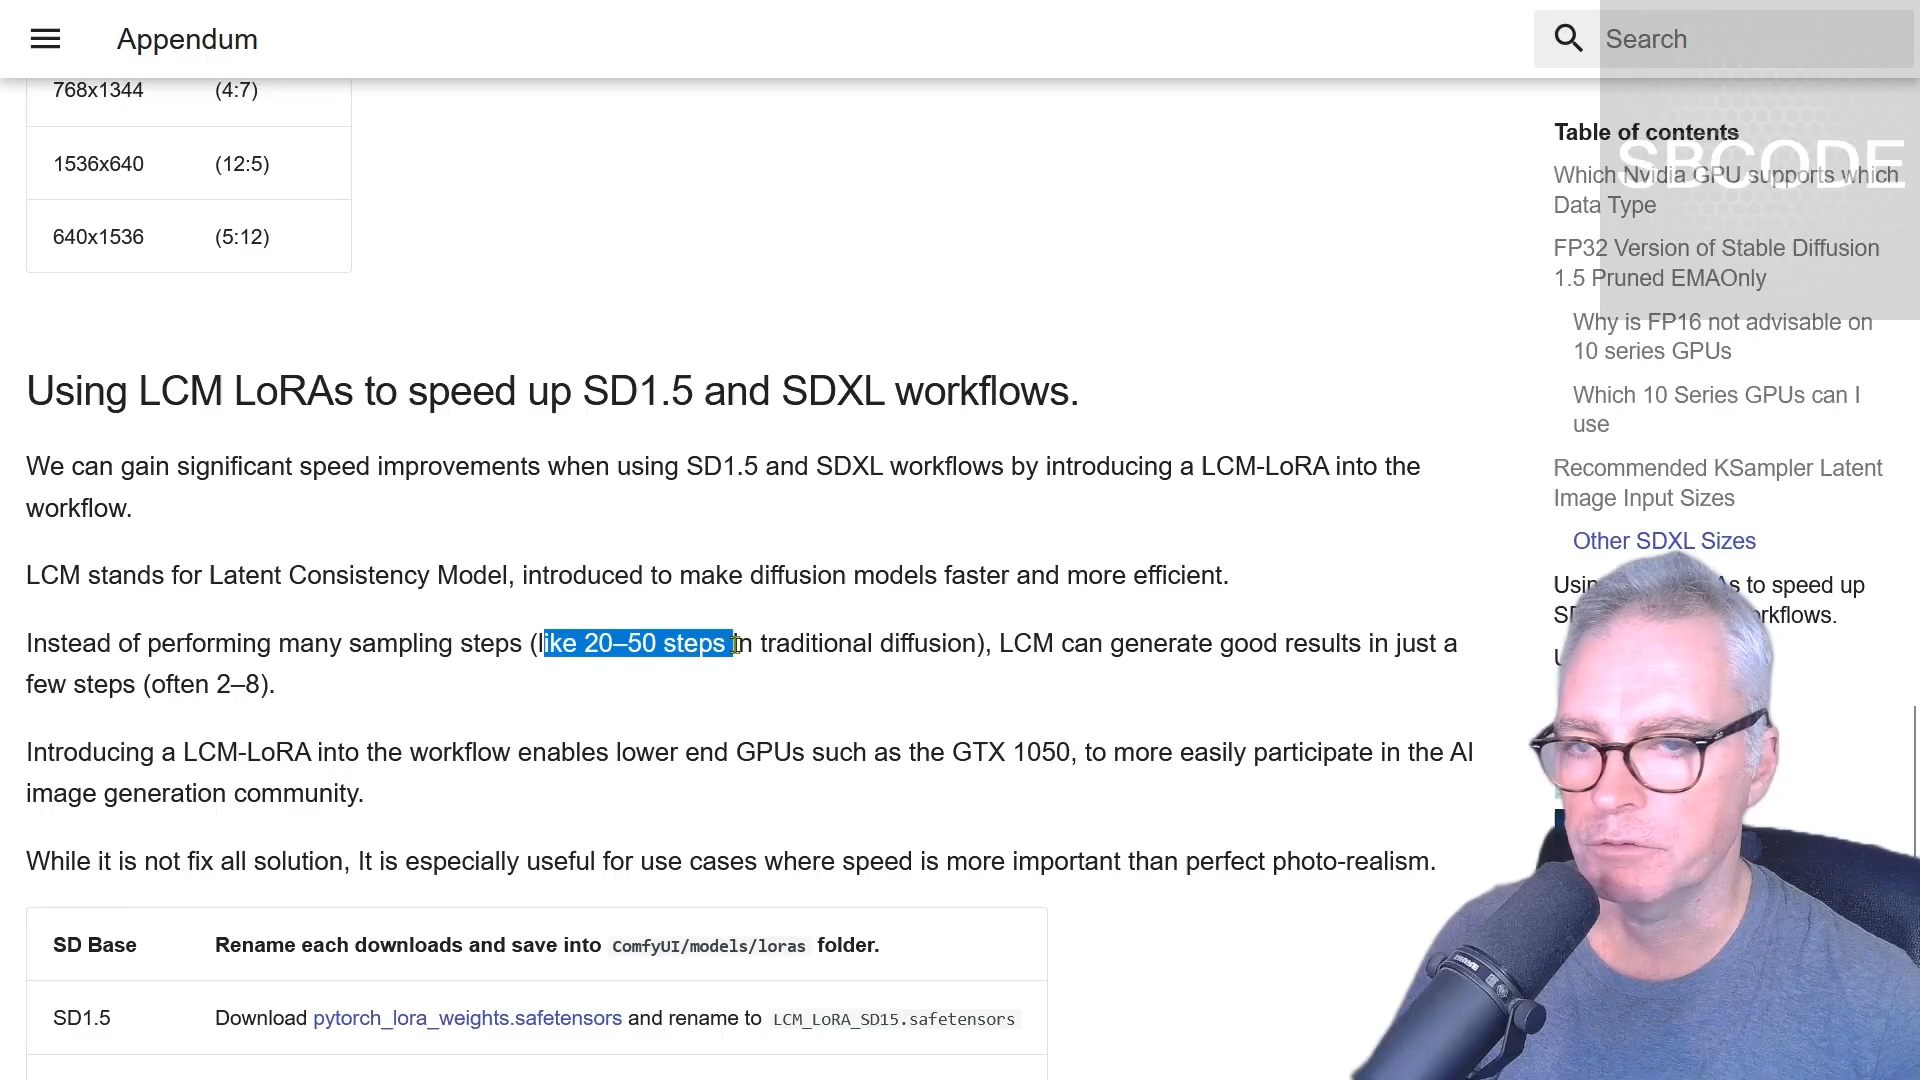 Appendum
Search
768x1344 (4:7)
1536x640 (12:5)
640x1536 (5:12)
Using LCM LoRAs to speed up SD1.5 and SDXL workflows.
We can gain significant speed improvements when using SD1.5 and SDXL workflows by introducing a LCM-LoRA into the
workflow.
LCM stands for Latent Consistency Model, introduced to make diffusion models faster and more efficient.
Instead of performing many sampling steps (like 20–50 steps in traditional diffusion), LCM can generate good results in just a
few steps (often 2–8).
Introducing a LCM-LoRA into the workflow enables lower end GPUs such as the GTX 1050, to more easily participate in the AI
image generation community.
While it is not fix all solution, It is especially useful for use cases where speed is more important than perfect photo-realism.
SD Base Rename each downloads and save into ComfyUI/models/loras folder.
SD1.5 Download pytorch_lora_weights.safetensors and rename to LCM_LoRA_SD15.safetensors
Table of contents
SBCODE
Which Nvidia GPU supports which
Data Type
FP32 Version of Stable Diffusion
1.5 Pruned EMAOnly
Why is FP16 not advisable on
10 series GPUs
Which 10 Series GPUs can I
use
Recommended KSampler Latent
Image Input Sizes
Other SDXL Sizes
to speed up